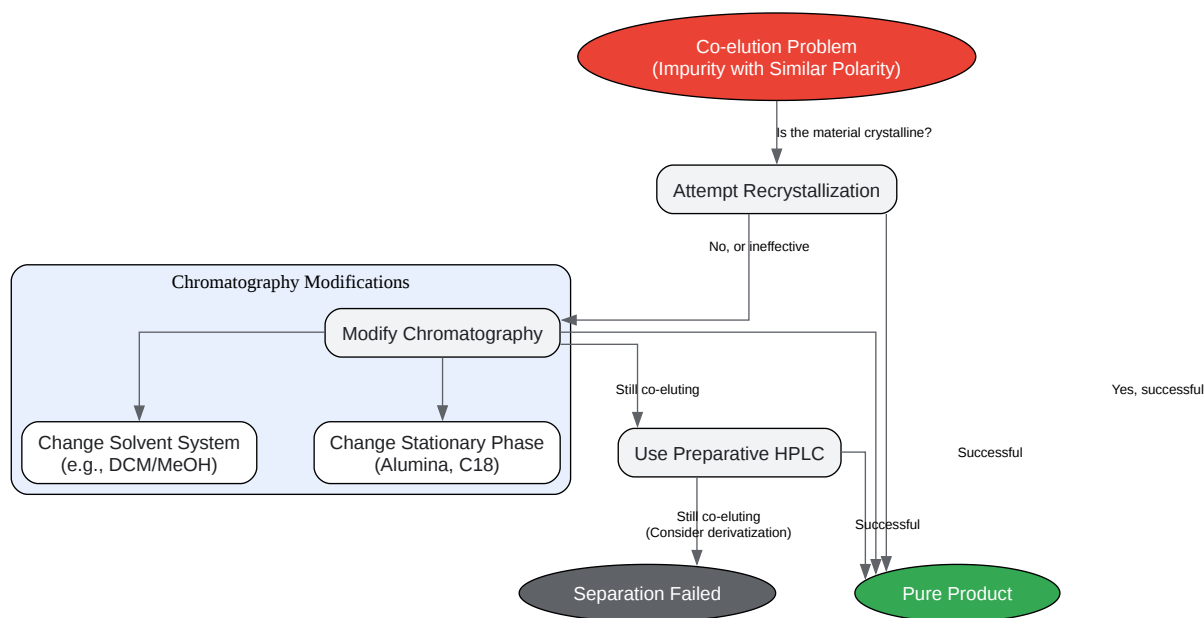 Co-elution Problem
(Impurity with Similar Polarity)
Is the material crystalline?
Attempt Recrystallization
No, or ineffective
Chromatography Modifications
Modify Chromatography
Still co-eluting
Yes, successful
Change Solvent System
(e.g., DCM/MeOH)
Change Stationary Phase
(Alumina, C18)
Use Preparative HPLC
Successful
Still co-eluting
(Consider derivatization)
Successful
Separation Failed
Pure Product